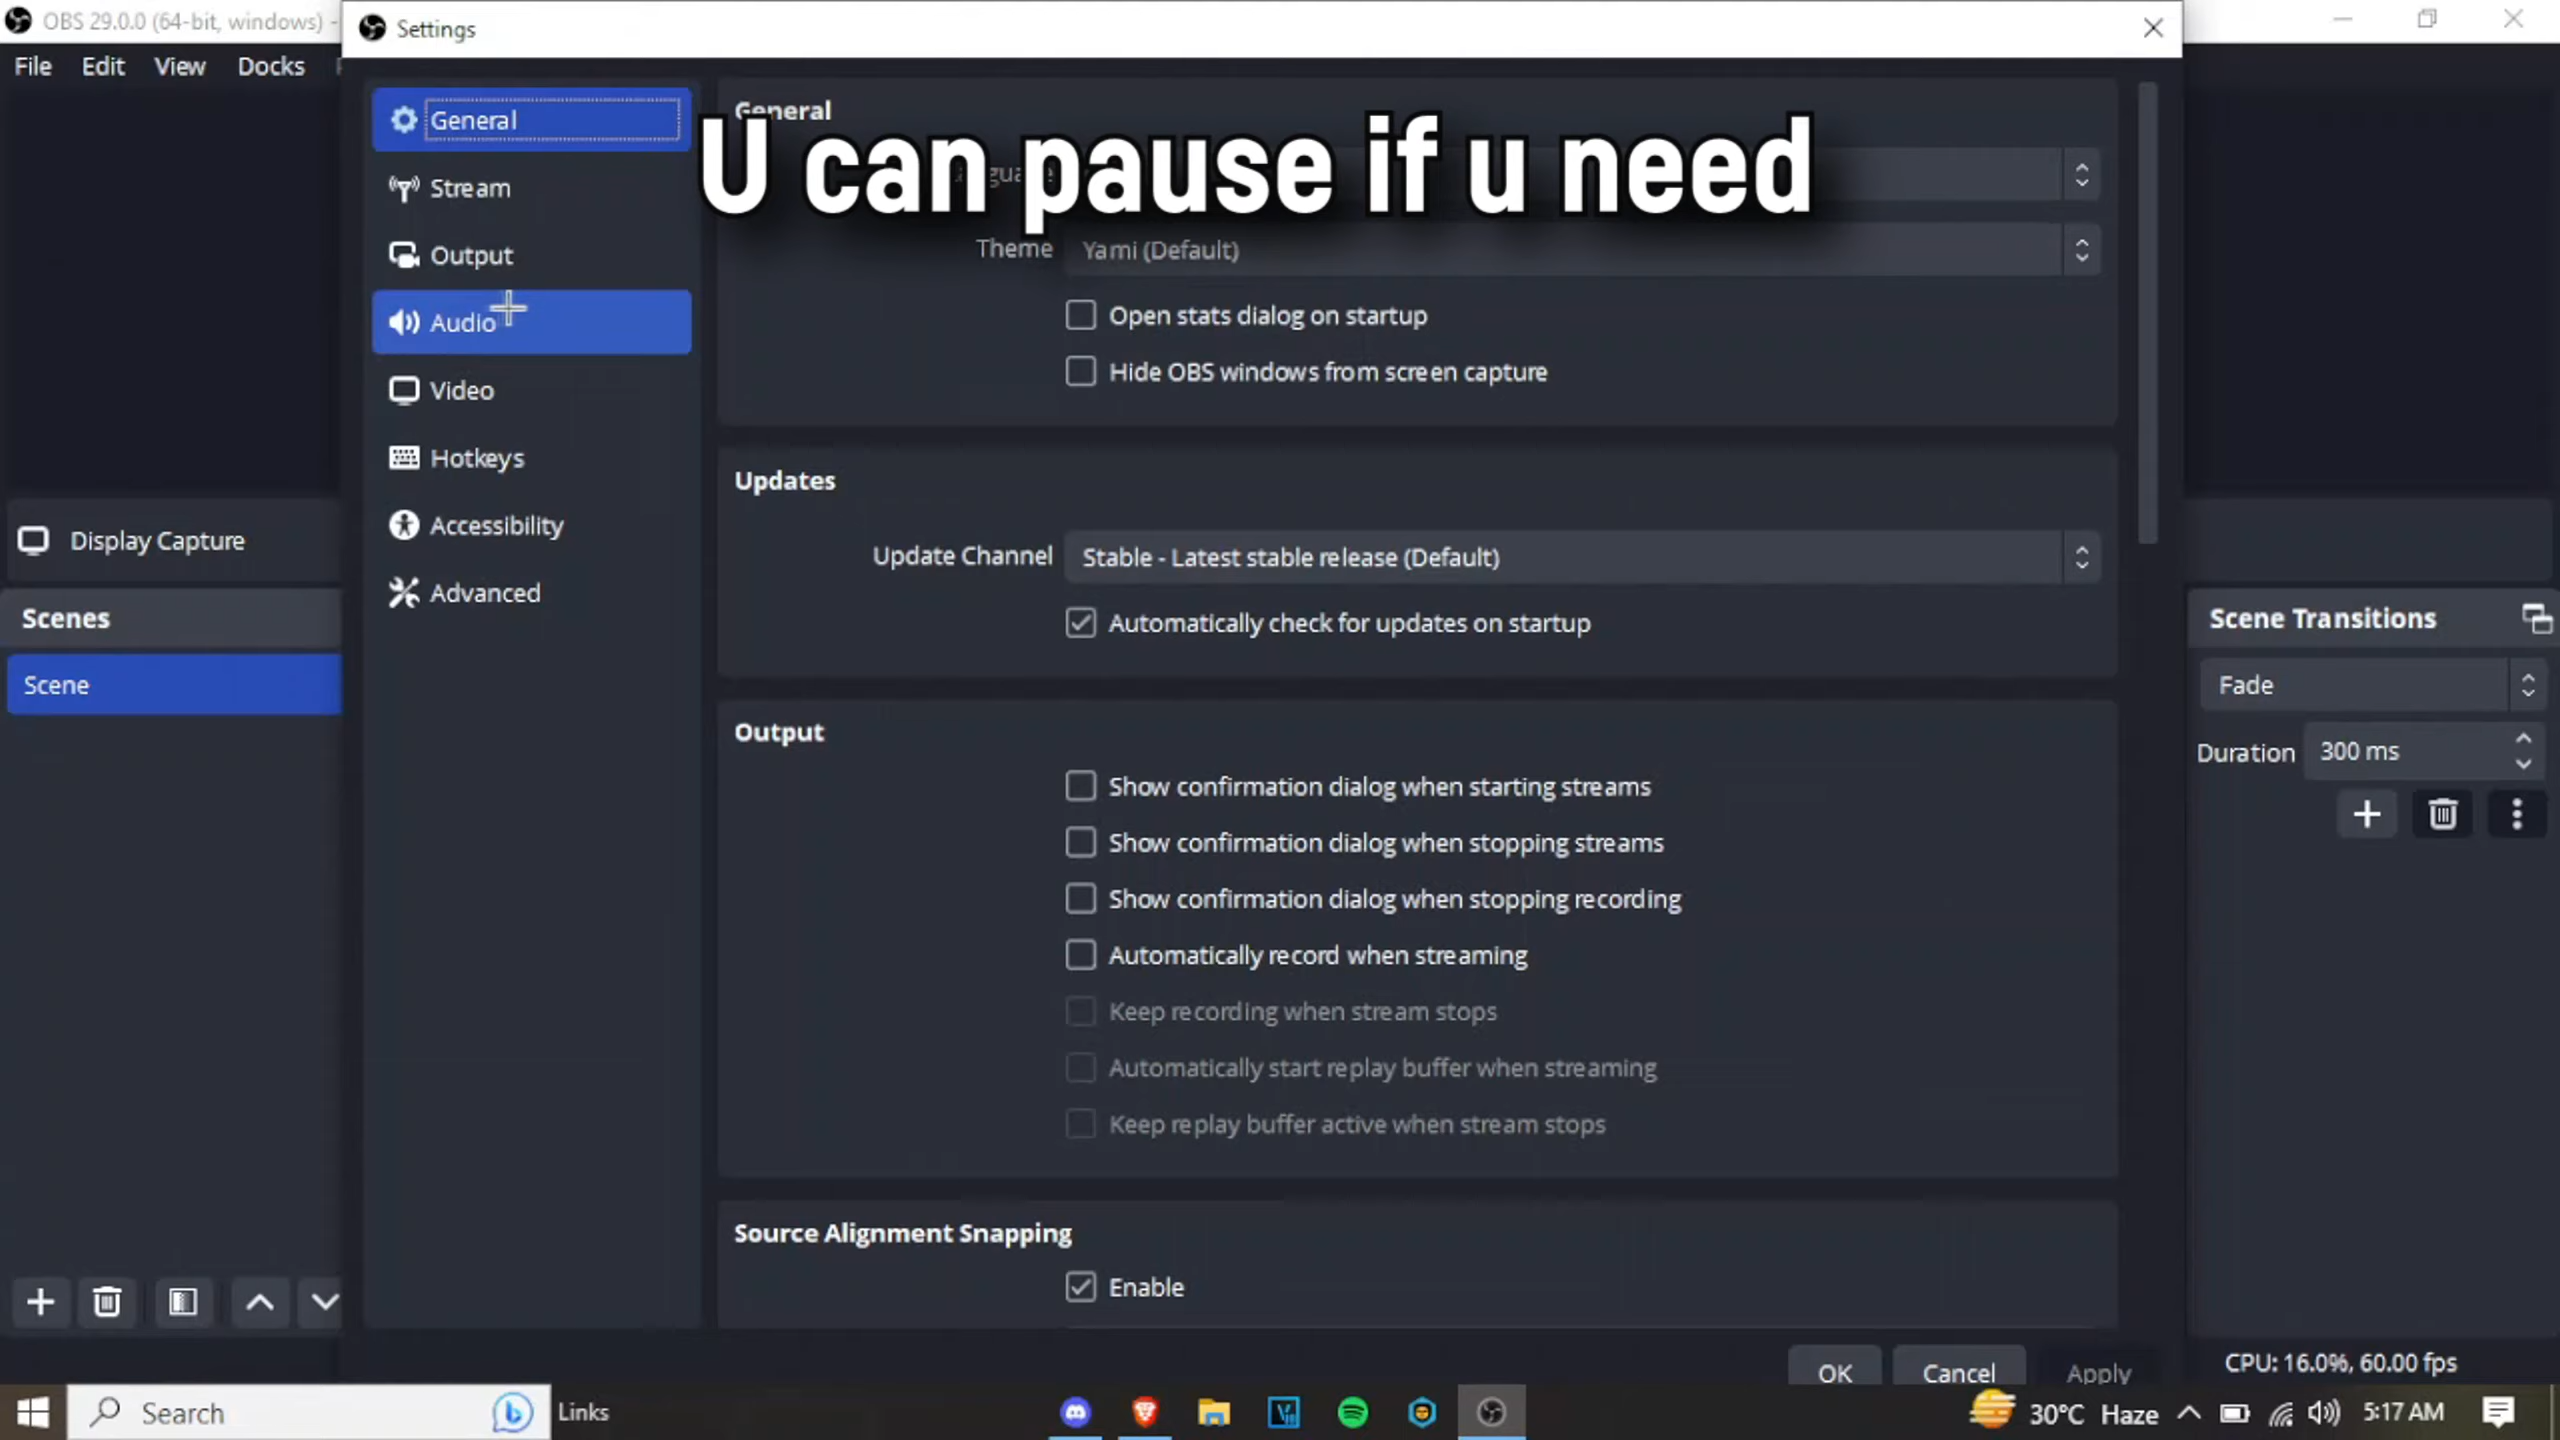 OBS 29.0.0 (64-bit, windows) -
Settings
File Edit View Docks
General
Stream
Output
Audio
Video
Hotkeys
Accessibility
Advanced
General
U can pause if u need
Theme Yami (Default)
Open stats dialog on startup
Hide OBS windows from screen capture
Updates
Update Channel Stable - Latest stable release (Default)
Automatically check for updates on startup
Output
Show confirmation dialog when starting streams
Show confirmation dialog when stopping streams
Show confirmation dialog when stopping recording
Automatically record when streaming
Keep recording when stream stops
Automatically start replay buffer when streaming
Keep replay buffer active when stream stops
Source Alignment Snapping
Enable
OK Cancel Apply
Display Capture
Scenes
Scene
Scene Transitions
Fade
Duration 300 ms
CPU: 16.0%, 60.00 fps
Search
Links
30°C Haze
5:17 AM